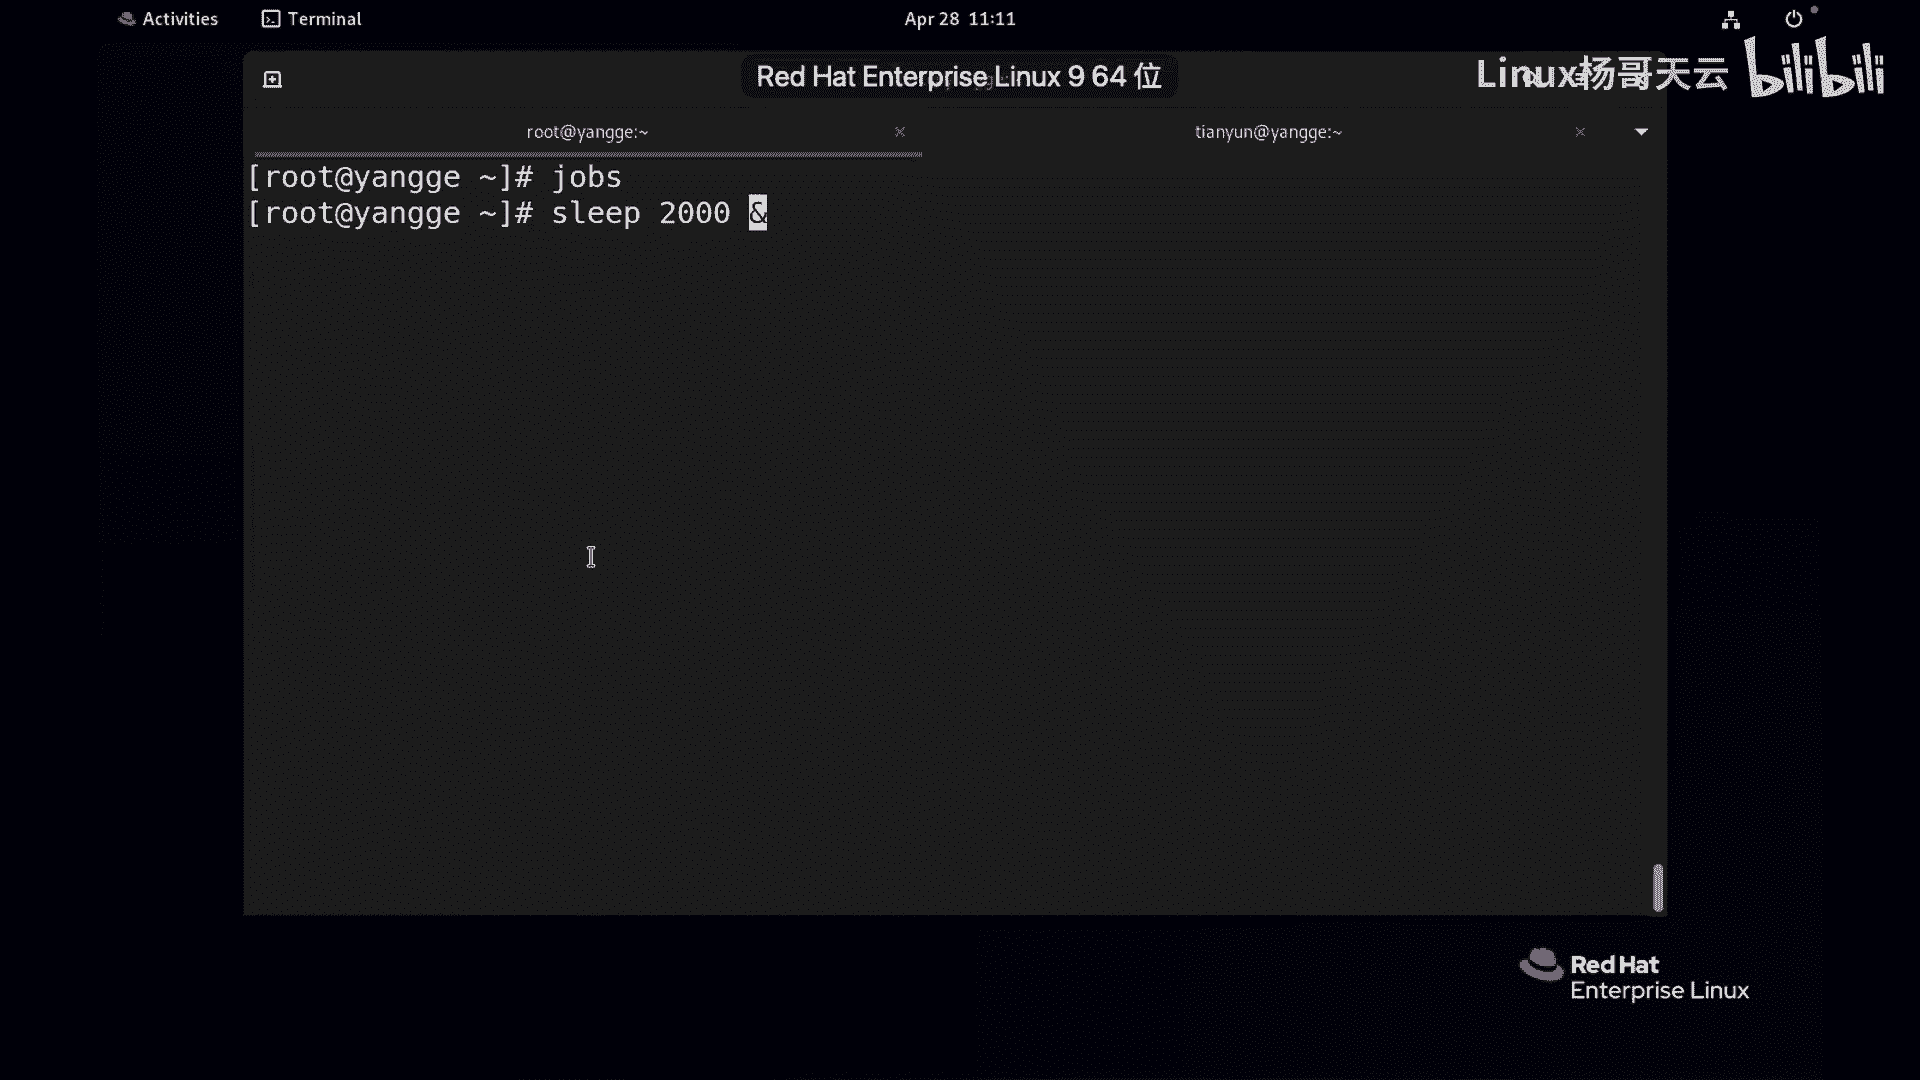 Activities
Terminal
Apr 28 11:11
Red Hat Enterprise Linux 9 64 位
Linux杨哥天云
bilibili
root@yangge:~
tianyun@yangge:~
[root@yangge ~]# jobs
[root@yangge ~]# sleep 2000 &
Red Hat
Enterprise Linux